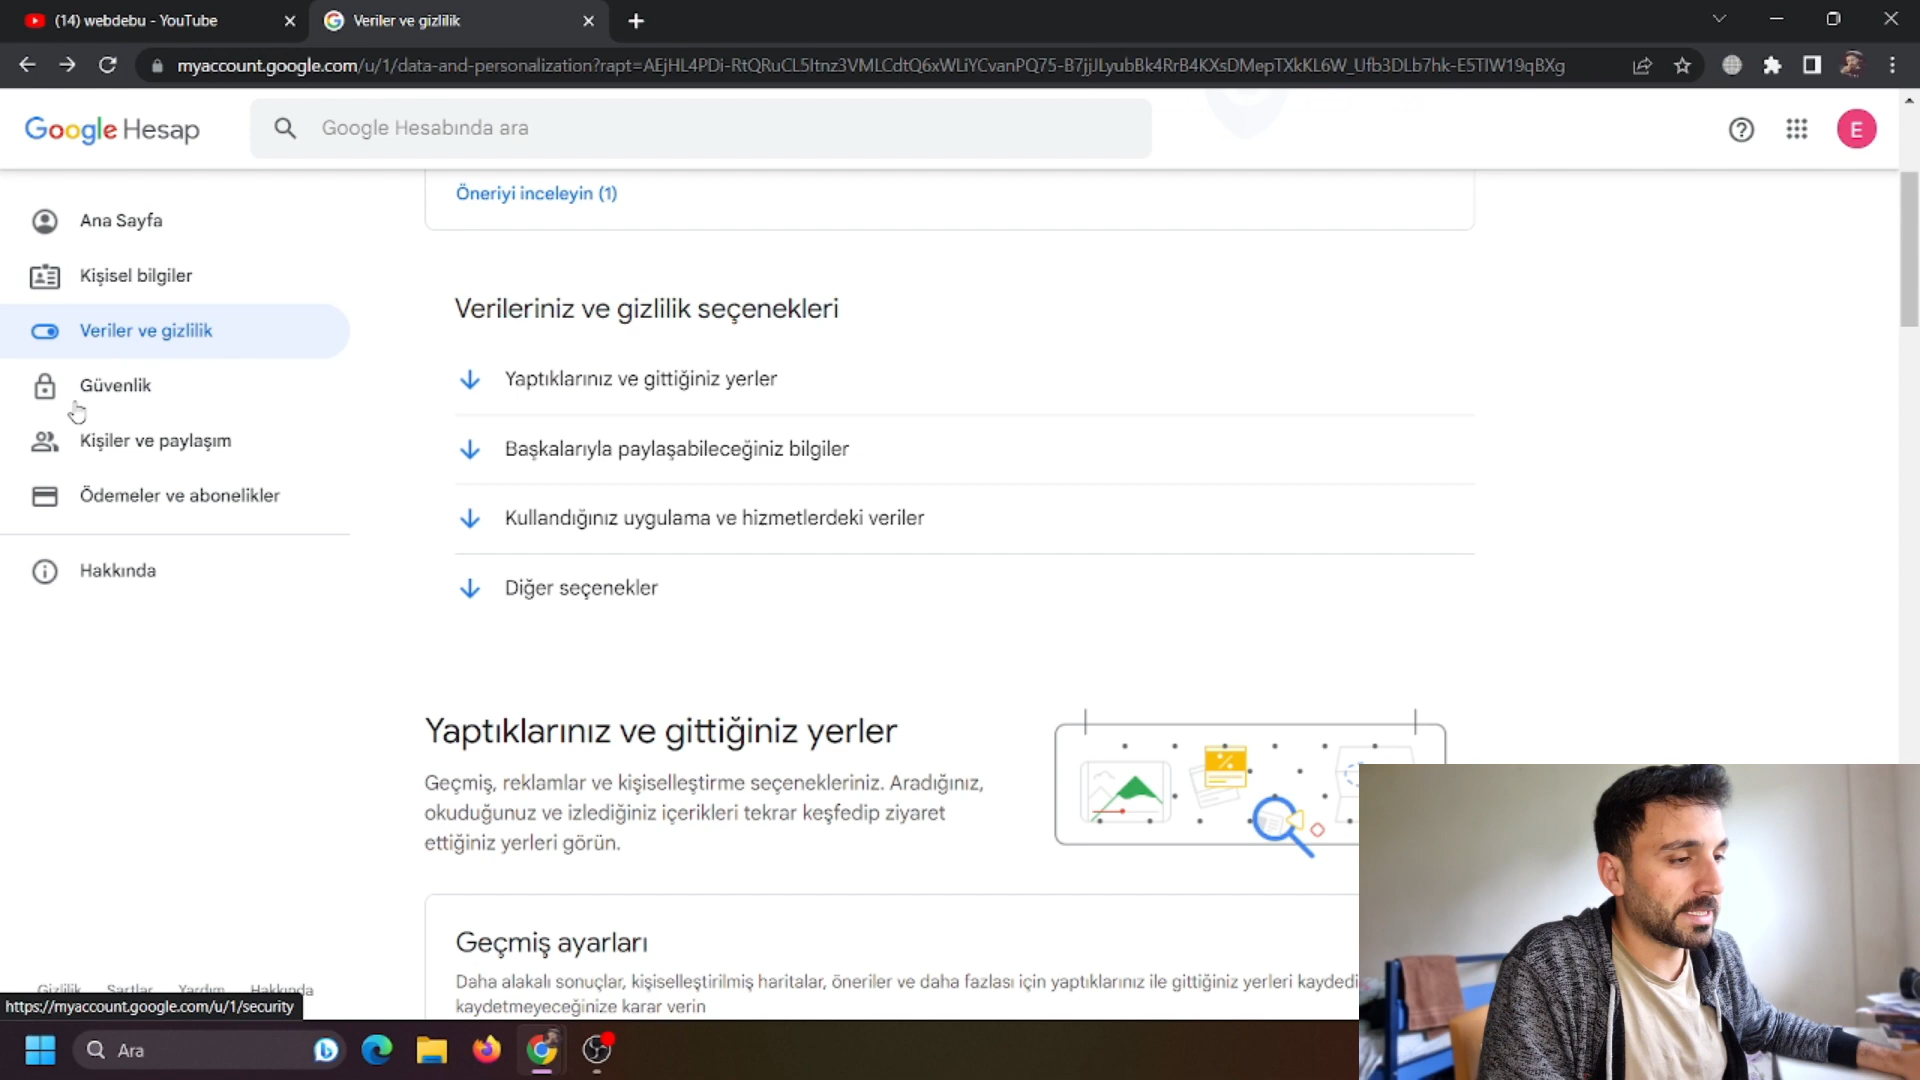 (14) webdebu - YouTube
Veriler ve gizlilik
myaccount.google.com/u/1/data-and-personalization?rapt=AEjHL4PDi-RtQRuCL5Itnz3VMLCdtQ6xWLiYCvanPQ75-B7jjJLyubBk4RrB4KXsDMepTXkKL6W_Ufb3DLb7hk-E5TIW19qBXg
Google Hesap
Google Hesabında ara
E
Öneriyi inceleyin (1)
Ana Sayfa
Kişisel bilgiler
Veriler ve gizlilik
Güvenlik
Kişiler ve paylaşım
Ödemeler ve abonelikler
Hakkında
Verileriniz ve gizlilik seçenekleri
Yaptıklarınız ve gittiğiniz yerler
Başkalarıyla paylaşabileceğiniz bilgiler
Kullandığınız uygulama ve hizmetlerdeki veriler
Diğer seçenekler
Yaptıklarınız ve gittiğiniz yerler
Geçmiş, reklamlar ve kişiselleştirme seçenekleriniz. Aradığınız,
okuduğunuz ve izlediğiniz içerikleri tekrar keşfedip ziyaret
ettiğiniz yerleri görün.
Geçmiş ayarları
Daha alakalı sonuçlar, kişiselleştirilmiş haritalar, öneriler ve daha fazlası için yaptıklarınız ile gittiğiniz yerleri kaydedi
kaydetmeyeceğinize karar verin
Gizlilik Şartlar Yardım Hakkında
https://myaccount.google.com/u/1/security
Ara